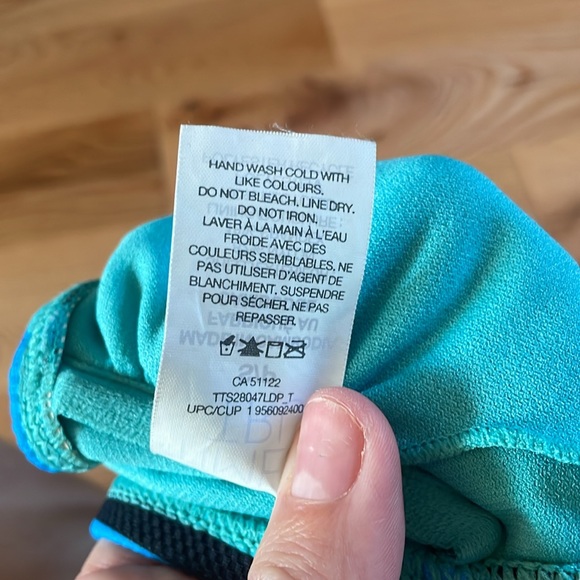 HAND WASH COLD WITH
LIKE COLOURS.
DO NOT BLEACH. LINE DRY.
DO NOT IRON.
LAVER À LA MAIN À L'EAU
FROIDE AVEC DES
COULEURS SEMBLABLES. NE
PAS UTILISER D'AGENT DE
BLANCHIMENT. SUSPENDRE
POUR SÉCHER. NE PAS
REPASSER.
CA 51122
TTS28047LDP_T
UPC/CUP 1 956092400